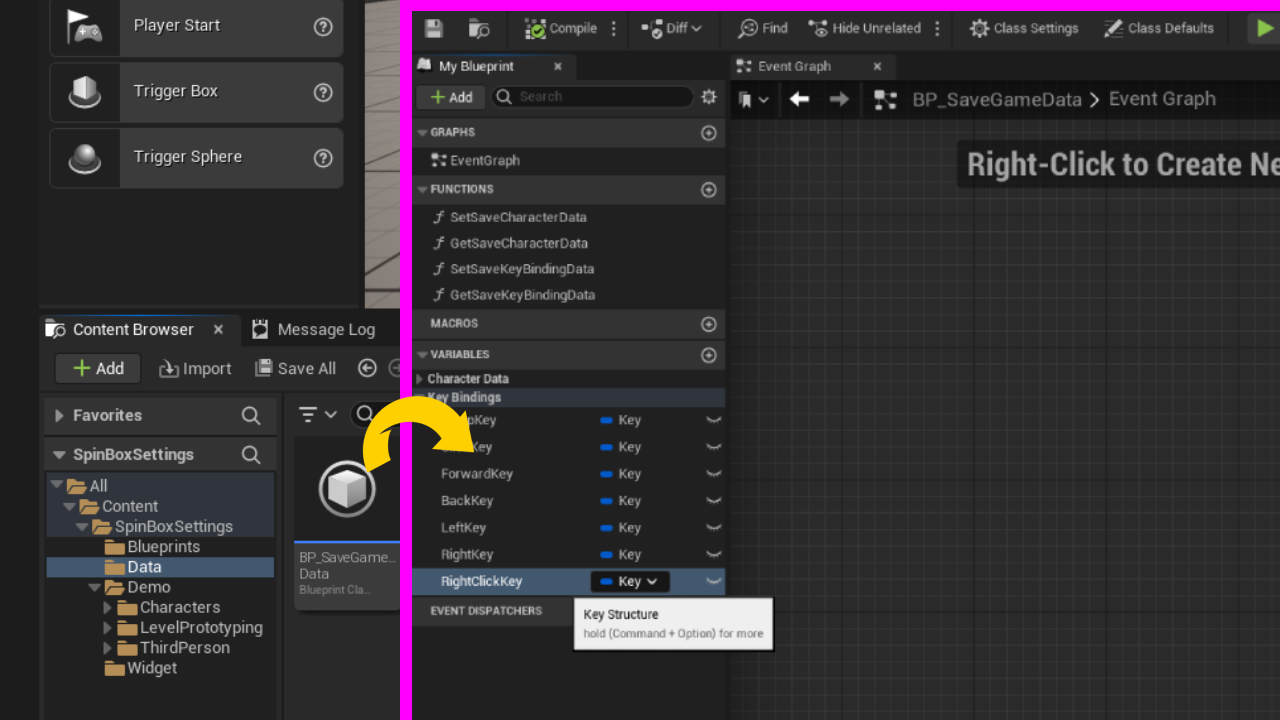 Player Start
Trigger Box
Trigger Sphere
Content Browser
Message Log
Add
Import
Save All
Favorites
SpinBoxSettings
All
Content
SpinBoxSettings
Blueprints
Data
Demo
Characters
LevelPrototyping
ThirdPerson
Widget
BP_SaveGame...
Data
Blueprint Cla...
Compile
Diff
Find
Hide Unrelated
Class Settings
Class Defaults
My Blueprint
Event Graph
Add
Search
BP_SaveGameData > Event Graph
Right-Click to Create Ne
GRAPHS
EventGraph
FUNCTIONS
SetSaveCharacterData
GetSaveCharacterData
SetSaveKeyBindingData
GetSaveKeyBindingData
MACROS
VARIABLES
Character Data
Key Bindings
Key
Key
ForwardKey Key
BackKey Key
LeftKey Key
RightKey Key
RightClickKey Key
EVENT DISPATCHERS
Key Structure
hold (Command + Option) for more